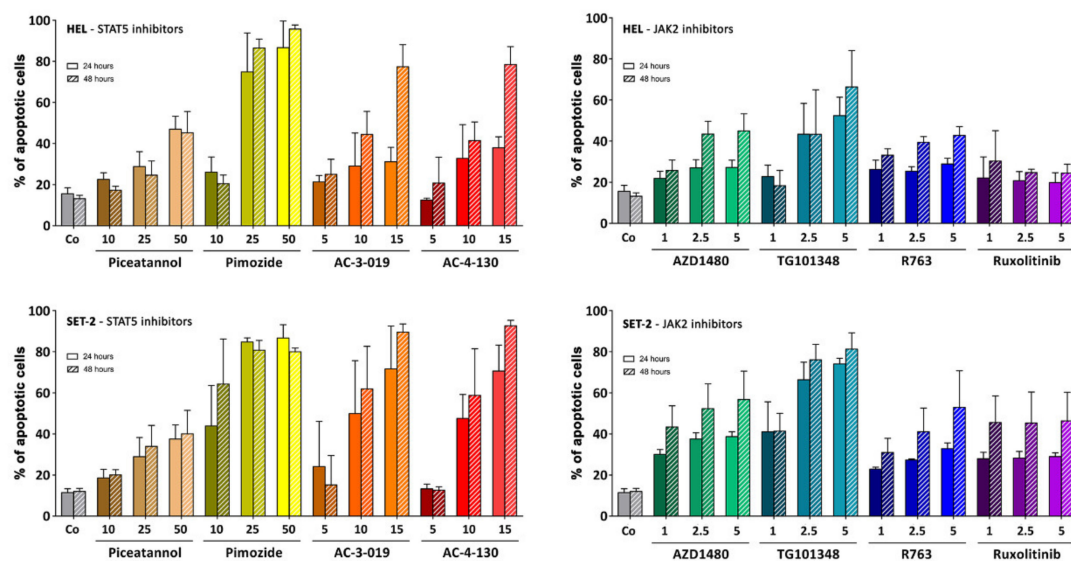 HEL - STAT5 inhibitors
24 hours
48 hours
% of apoptotic cells
100
80
60
40
20
0
Co 10 25 50 10 25 50 5 10 15 5 10 15
Piceatannol Pimozide AC-3-019 AC-4-130
HEL - JAK2 inhibitors
24 hours
48 hours
% of apoptotic cells
100
80
60
40
20
0
Co 1 2.5 5 1 2.5 5 1 2.5 5 1 2.5 5
AZD1480 TG101348 R763 Ruxolitinib
SET-2 - STAT5 inhibitors
24 hours
48 hours
% of apoptotic cells
100
80
60
40
20
0
Co 10 25 50 10 25 50 5 10 15 5 10 15
Piceatannol Pimozide AC-3-019 AC-4-130
SET-2 - JAK2 inhibitors
24 hours
48 hours
% of apoptotic cells
100
80
60
40
20
0
Co 1 2.5 5 1 2.5 5 1 2.5 5 1 2.5 5
AZD1480 TG101348 R763 Ruxolitinib